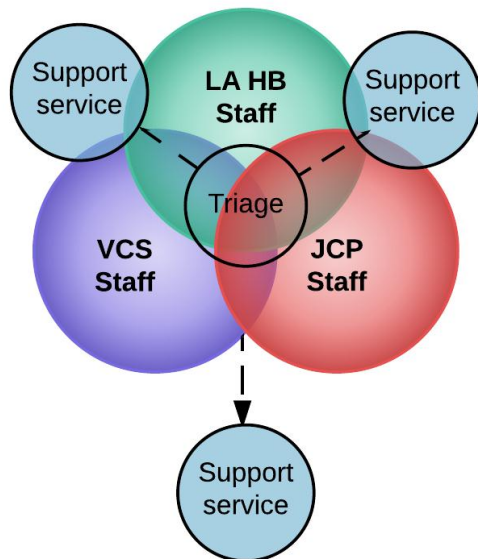 Support
service
LA HB
Staff
Support
service
Triage
VCS
Staff
JCP
Staff
Support
service